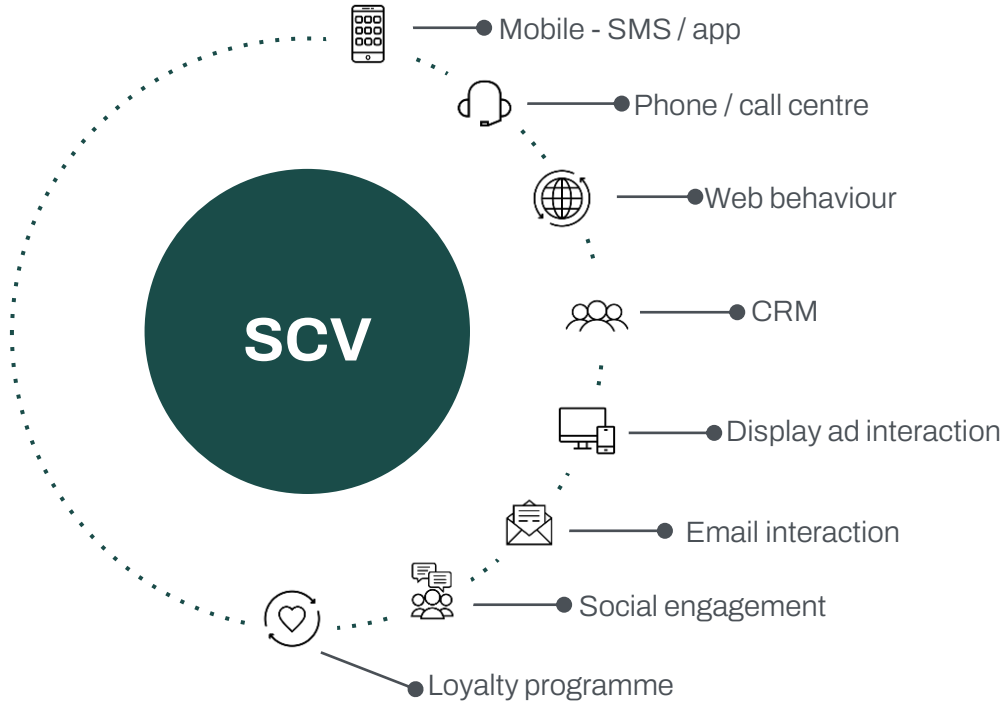 Mobile - SMS / app
Phone / call centre
Web behaviour
SCV
CRM
Display ad interaction
Email interaction
Social engagement
Loyalty programme